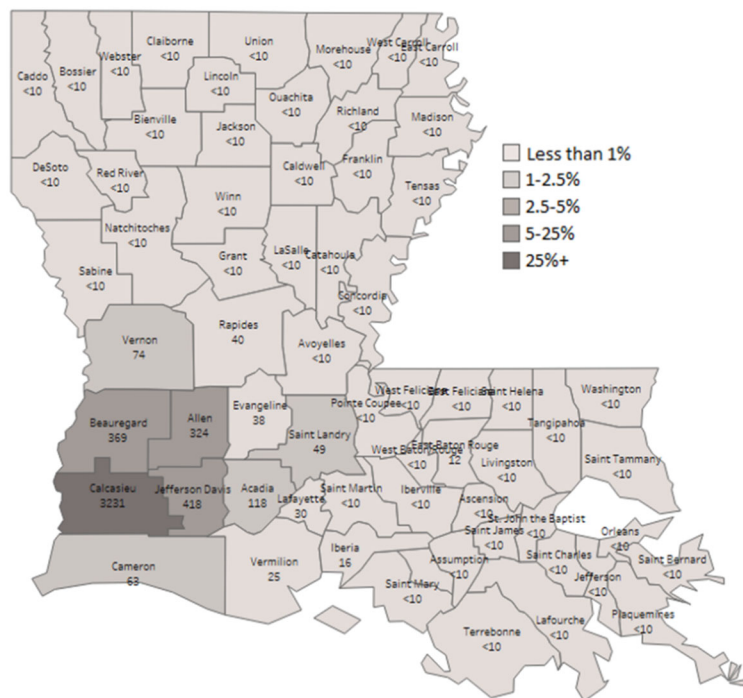 Claiborne
<10
Union
<10
Morehouse
<10
West Carroll
<10
East Carroll
<10
Webster
<10
Bossier
<10
Caddo
<10
Lincoln
<10
Ouachita
<10
Richland
<10
Madison
<10
Bienville
<10
Jackson
<10
Less than 1%
1-2.5%
2.5-5%
5-25%
25%+
DeSoto
<10
Red River
<10
Caldwell
<10
Franklin
<10
Tensas
<10
Winn
<10
Natchitoches
<10
Sabine
<10
Grant
<10
LaSalle
<10
Catahoula
<10
Concordia
<10
Vernon
74
Rapides
40
Avoyelles
<10
Beauregard
369
Allen
324
Evangeline
38
Saint Landry
49
Pointe Coupee
<10
West Feliciana
<10
East Feliciana
<10
Saint Helena
<10
Tangipahoa
<10
Washington
<10
West Baton Rouge
<10
East Baton Rouge
12
Livingston
<10
Saint Tammany
<10
Calcasieu
3231
Jefferson Davis
418
Acadia
118
Lafayette
30
Saint Martin
<10
Iberville
<10
Ascension
<10
Saint James
<10
St. John the Baptist
<10
Orleans
<10
Cameron
63
Vermilion
25
Iberia
16
Saint Mary
<10
Assumption
<10
Saint Charles
<10
Jefferson
<10
Saint Bernard
<10
Plaquemines
<10
Terrebonne
<10
Lafourche
<10